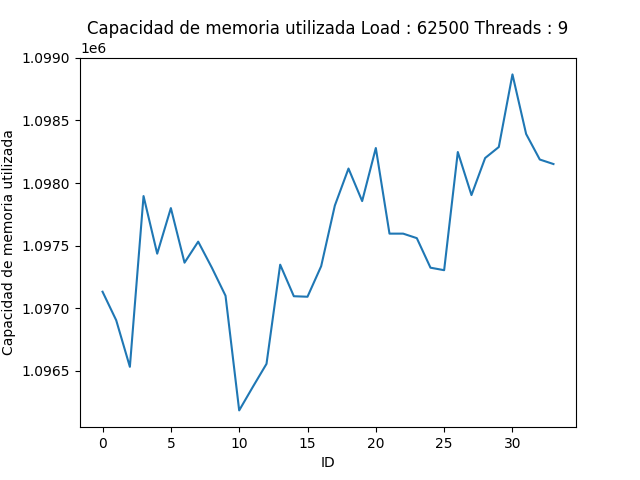 Capacidad de memoria utilizada Load : 62500 Threads : 9
1e6
1.0990
1.0985
1.0980
1.0975
1.0970
1.0965
Capacidad de memoria utilizada
0 5 10 15 20 25 30
ID